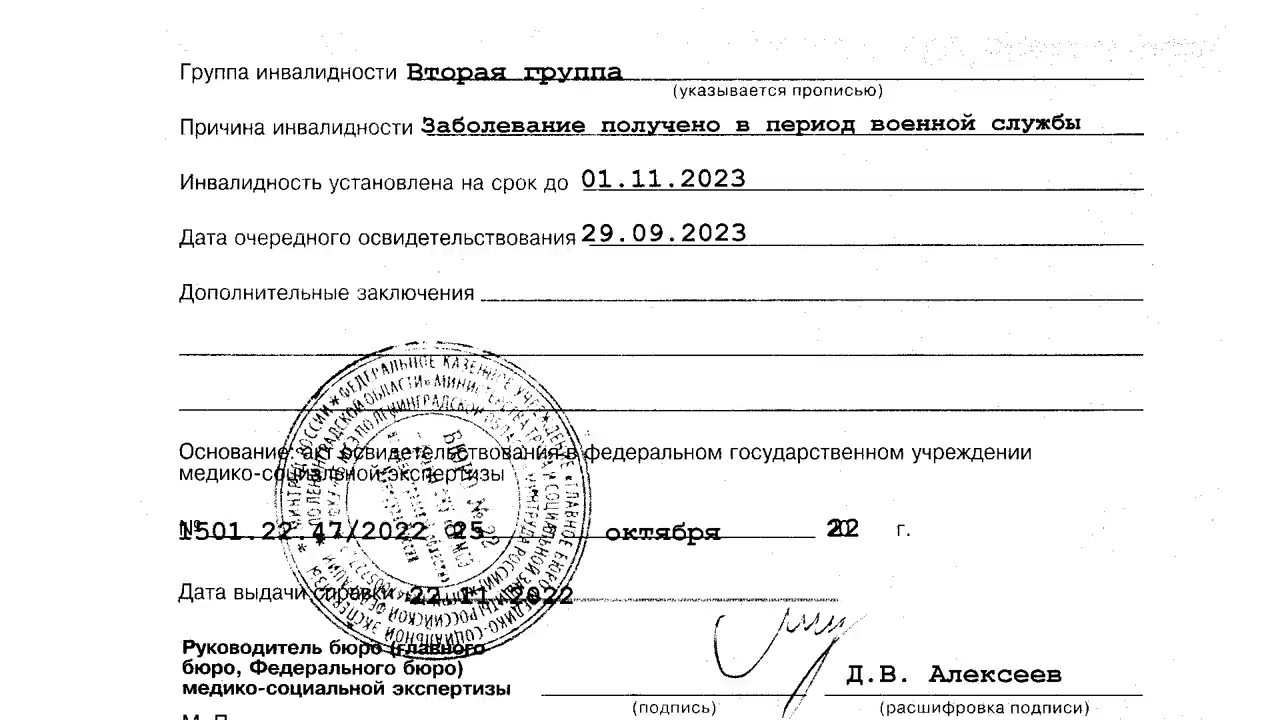 Группа инвалидности Вторая группа
(указывается прописью)
Причина инвалидности Заболевание получено в период военной службы
Инвалидность установлена на срок до 01.11.2023
Дата очередного освидетельствования 29.09.2023
Дополнительные заключения
Основание: акт освидетельствования в федеральном государственном учреждении
медико-социальной экспертизы
№ 1501.22.47/2022 25 октября 2022 г.
Дата выдачи справки 22.11.2022
Руководитель бюро (главного
бюро, Федерального бюро)
медико-социальной экспертизы
Д.В. Алексеев
(подпись) (расшифровка подписи)
М.П.